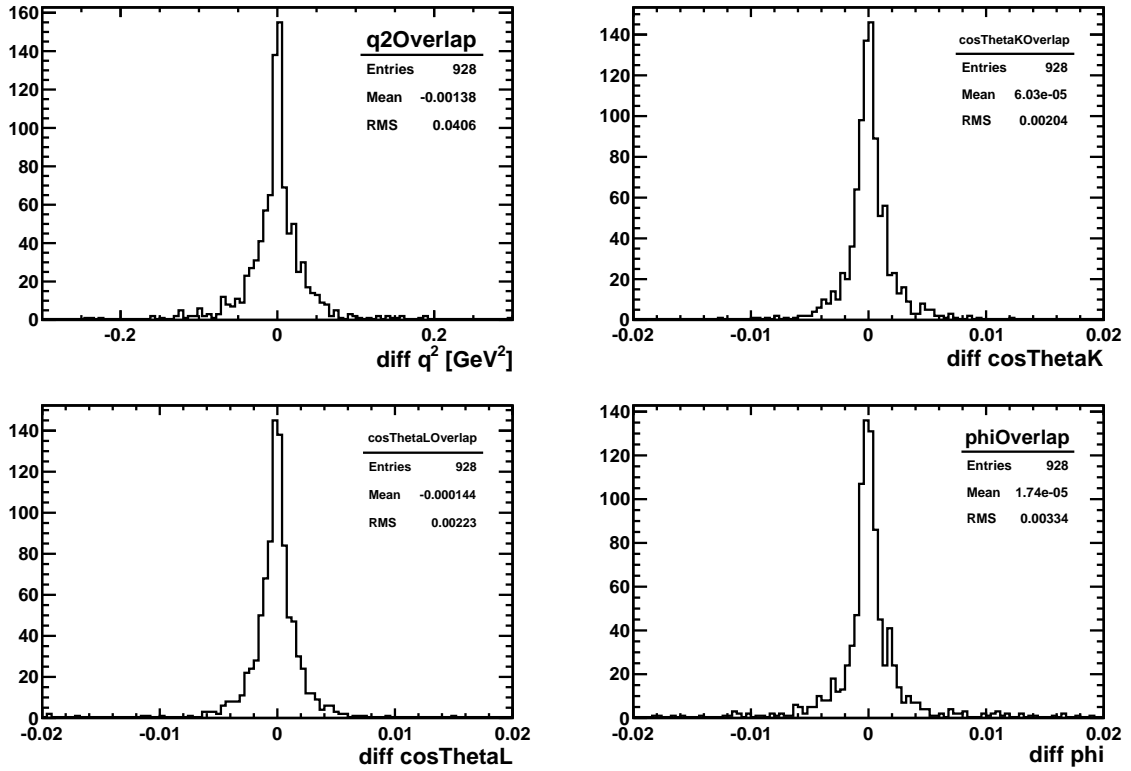 160
140
120
100
80
60
40
20
0
-0.2 0 0.2
diff q² [GeV²]
q2Overlap
Entries 928
Mean -0.00138
RMS 0.0406
140
120
100
80
60
40
20
0
-0.02 -0.01 0 0.01 0.02
diff cosThetaK
cosThetaKOverlap
Entries 928
Mean 6.03e-05
RMS 0.00204
140
120
100
80
60
40
20
0
-0.02 -0.01 0 0.01 0.02
diff cosThetaL
cosThetaLOverlap
Entries 928
Mean -0.000144
RMS 0.00223
140
120
100
80
60
40
20
0
-0.02 -0.01 0 0.01 0.02
diff phi
phiOverlap
Entries 928
Mean 1.74e-05
RMS 0.00334